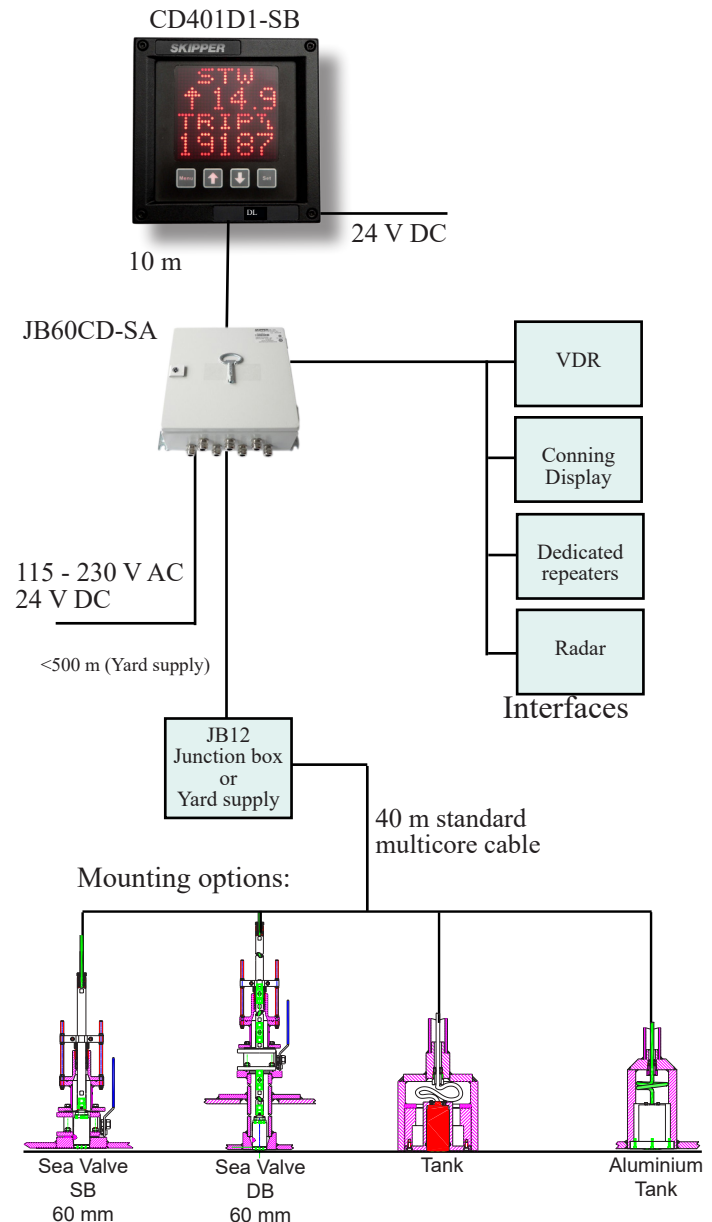 CD401D1-SB
SKIPPER
STW
↑14.9
TRIP%
19187
Menu
Set
DL
24 V DC
10 m
JB60CD-SA
VDR
Conning
Display
Dedicated
repeaters
Radar
Interfaces
115 - 230 V AC
24 V DC
<500 m (Yard supply)
JB12
Junction box
or
Yard supply
40 m standard
multicore cable
Mounting options:
Sea Valve
SB
60 mm
Sea Valve
DB
60 mm
Tank
Aluminium
Tank